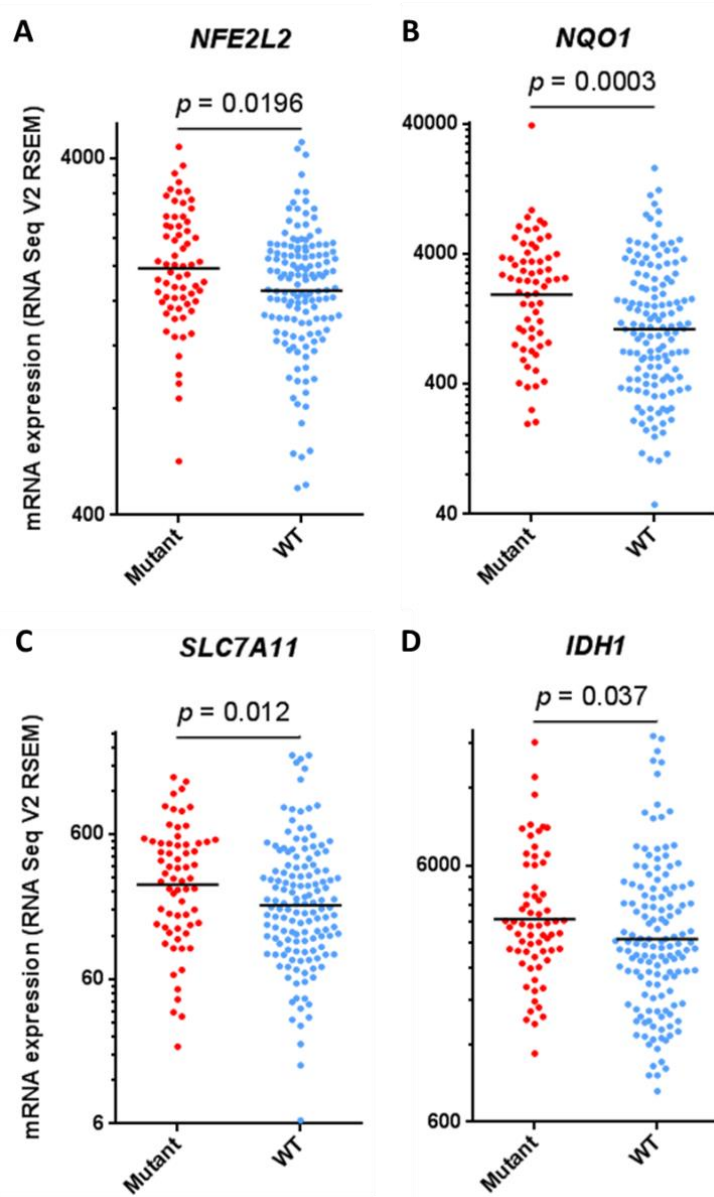 A
NFE2L2
p = 0.0196
mRNA expression (RNA Seq V2 RSEM)
4000
400
Mutant
WT
B
NQO1
p = 0.0003
40000
4000
400
40
Mutant
WT
C
SLC7A11
p = 0.012
mRNA expression (RNA Seq V2 RSEM)
600
60
6
Mutant
WT
D
IDH1
p = 0.037
6000
600
Mutant
WT